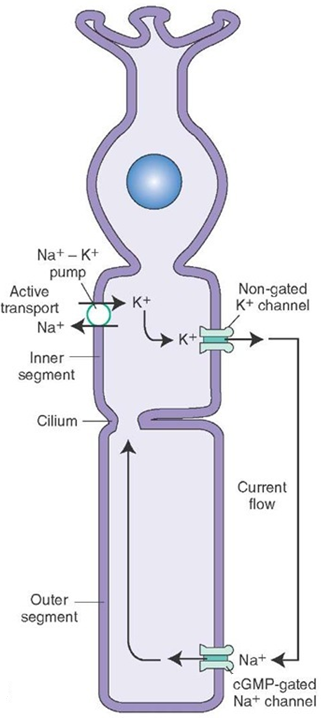 Na+ – K+
pump
Active
transport
Na+
K+
K+
Non-gated
K+ channel
Inner
segment
Cilium
Current
flow
Outer
segment
Na+
cGMP-gated
Na+ channel